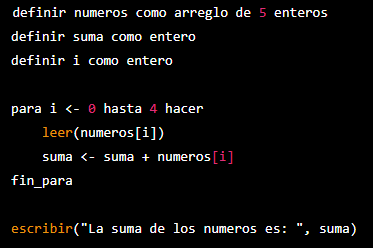 definir numeros como arreglo de 5 enteros
definir suma como entero
definir i como entero

para i <- 0 hasta 4 hacer
    leer(numeros[i])
    suma <- suma + numeros[i]
fin_para

escribir("La suma de los numeros es: ", suma)